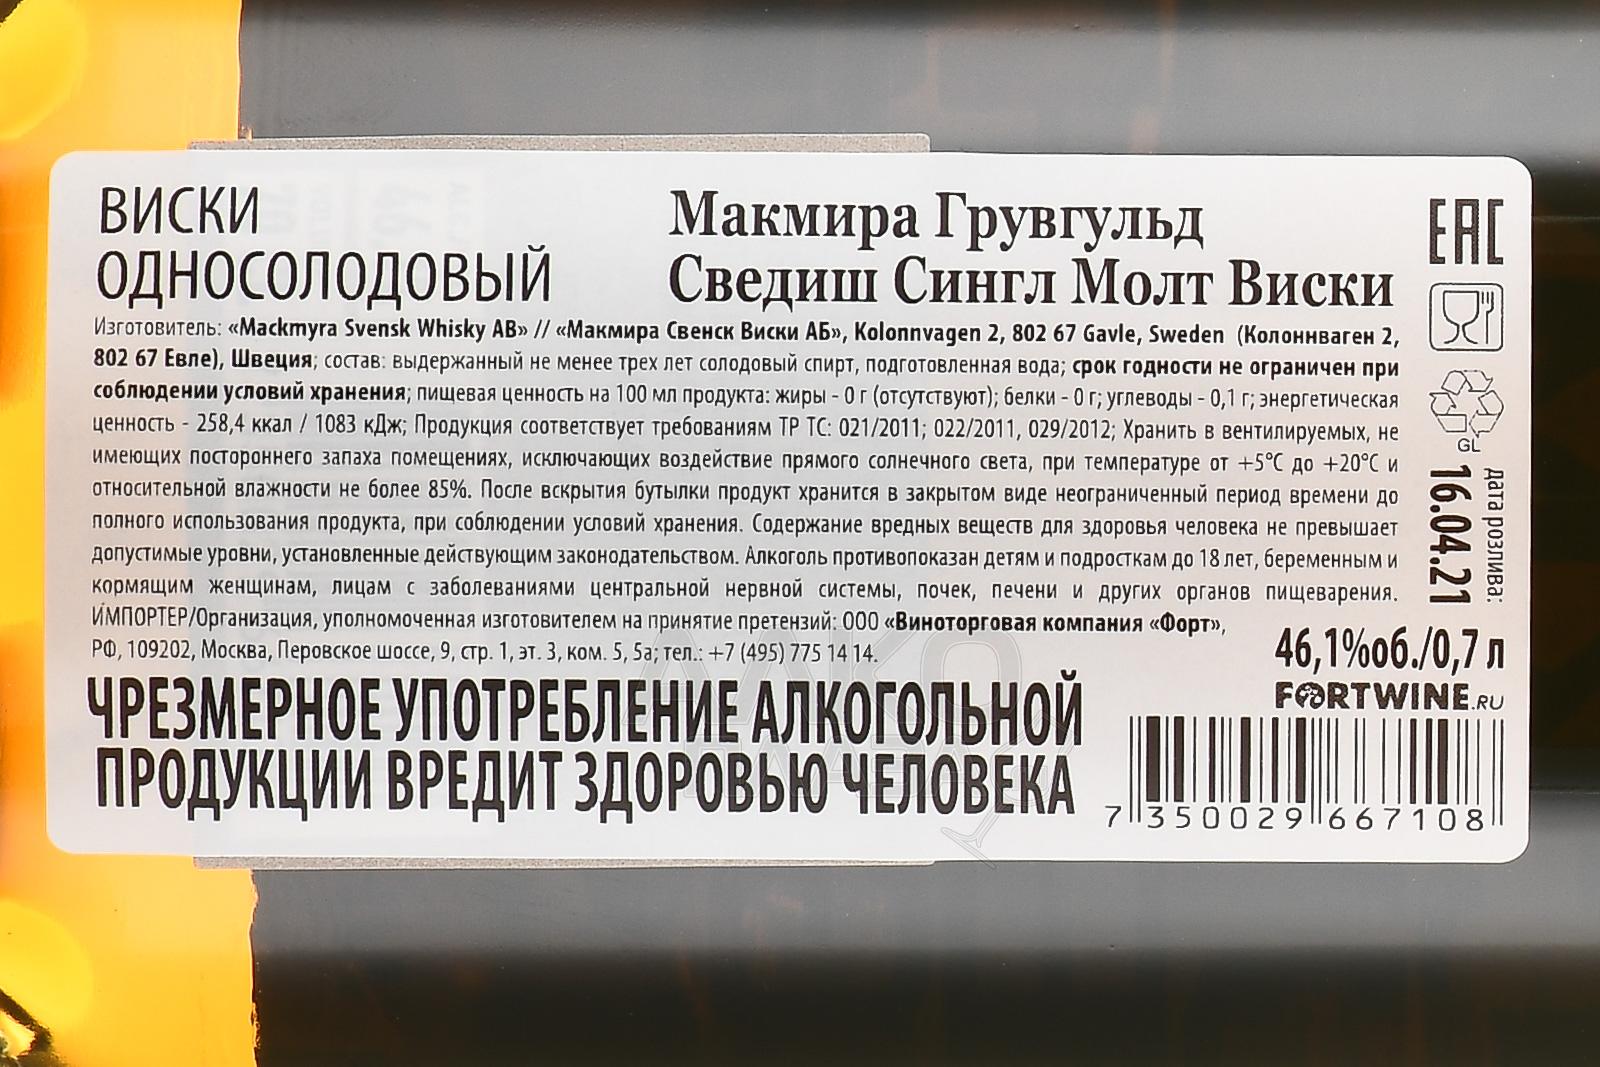 ВИСКИ
ОДНОСОЛОДОВЫЙ
Макмира Грувгульд
Сведиш Сингл Молт Виски
Изготовитель: «Mackmyra Svensk Whisky AB» // «Макмира Свенск Виски АБ», Kolonnvagen 2, 802 67 Gavle, Sweden (Колоннваген 2,
802 67 Евле), Швеция; состав: выдержанный не менее трех лет солодовый спирт, подготовленная вода; срок годности не ограничен при
соблюдении условий хранения; пищевая ценность на 100 мл продукта: жиры - 0 г (отсутствуют); белки - 0 г; углеводы - 0,1 г; энергетическая
ценность - 258,4 ккал / 1083 кДж; Продукция соответствует требованиям ТР ТС: 021/2011; 022/2011, 029/2012; Хранить в вентилируемых, не
имеющих постороннего запаха помещениях, исключающих воздействие прямого солнечного света, при температуре от +5°С до +20°С и
относительной влажности не более 85%. После вскрытия бутылки продукт хранится в закрытом виде неограниченный период времени до
полного использования продукта, при соблюдении условий хранения. Содержание вредных веществ для здоровья человека не превышает
допустимые уровни, установленные действующим законодательством. Алкоголь противопоказан детям и подросткам до 18 лет, беременным и
кормящим женщинам, лицам с заболеваниями центральной нервной системы, почек, печени и других органов пищеварения.
ИМПОРТЕР/Организация, уполномоченная изготовителем на принятие претензий: ООО «Виноторговая компания «Форт»,
РФ, 109202, Москва, Перовское шоссе, 9, стр. 1, эт. 3, ком. 5, 5а; тел.: +7 (495) 775 14 14.
ЧРЕЗМЕРНОЕ УПОТРЕБЛЕНИЕ АЛКОГОЛЬНОЙ
ПРОДУКЦИИ ВРЕДИТ ЗДОРОВЬЮ ЧЕЛОВЕКА
EAC
GL
дата розлива:
16.04.21
46,1%об./0,7 л
FORTWINE.RU
7 350029 667108